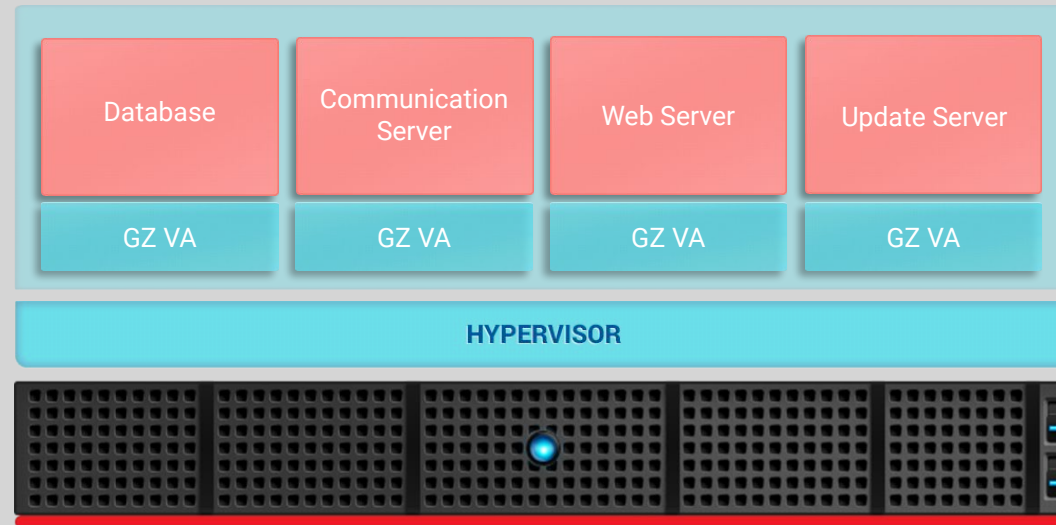 Database
Communication
Server
Web Server
Update Server
GZ VA
GZ VA
GZ VA
GZ VA
HYPERVISOR